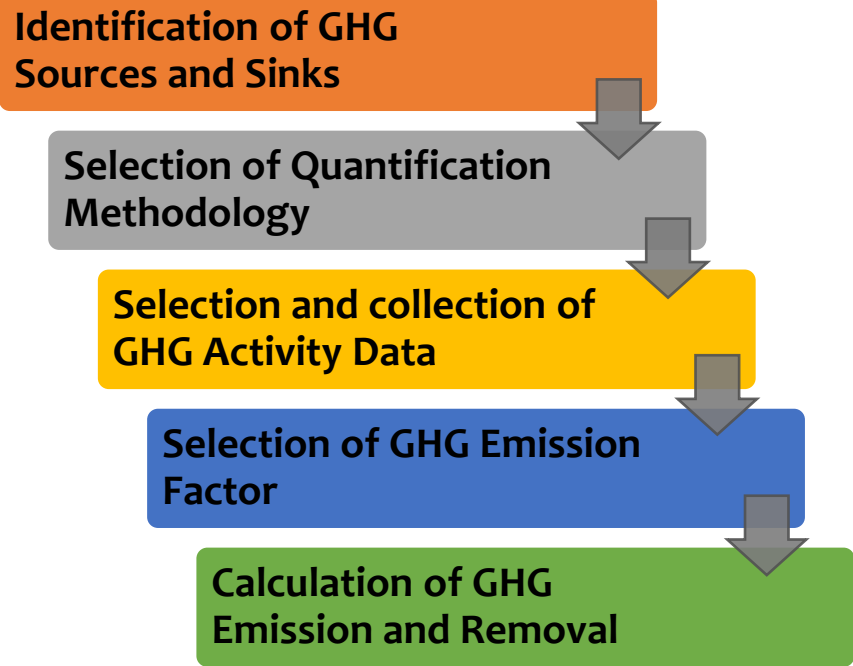 Identification of GHG
Sources and Sinks
Selection of Quantification
Methodology
Selection and collection of
GHG Activity Data
Selection of GHG Emission
Factor
Calculation of GHG
Emission and Removal